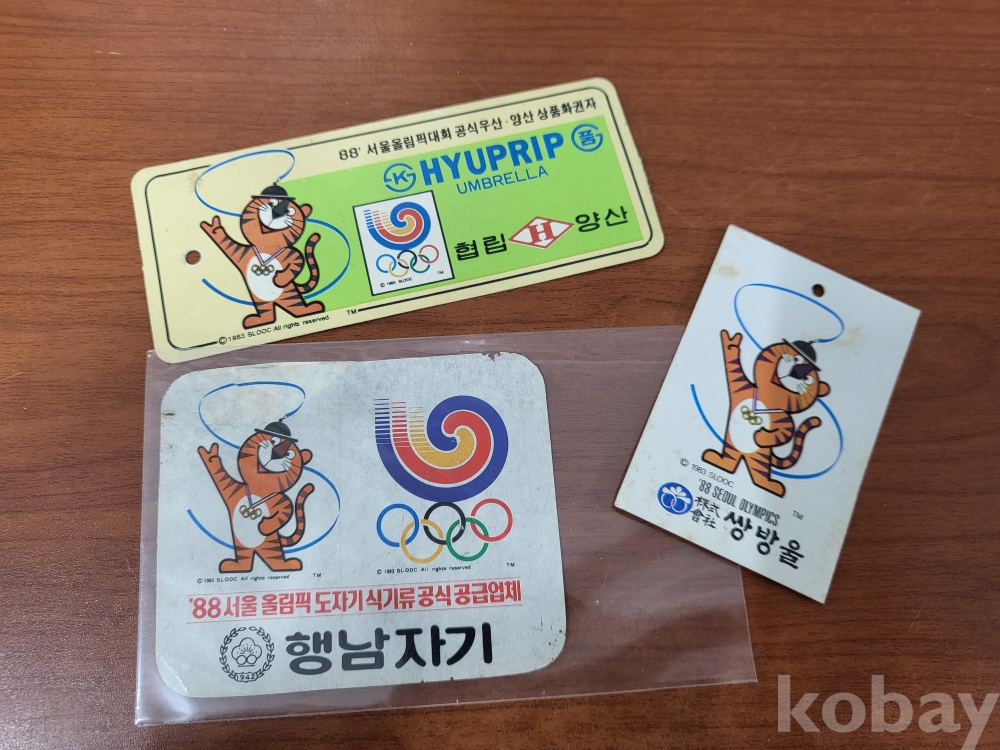 88' 서울올림픽대회 공식우산·양산 상품화권자
K HYUPRIP 품
UMBRELLA
협립 H 양산
© 1983 SLOOC TM
©1983 SLOOC All rights reserved. TM
© 1983 SLOOC
'88 SEOUL OLYMPICS TM
株式會社 쌍방울
© 1983 SLOOC All rights reserved TM
© 1983 SLOOC All rights reserved TM
'88 서울 올림픽 도자기 식기류 공식 공급업체
1942 행남자기
kobay